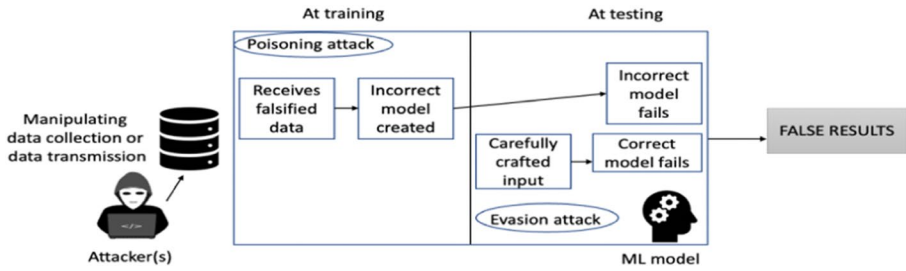 At training
At testing
Poisoning attack
Receives
falsified
data
Incorrect
model
created
Incorrect
model
fails
Manipulating
data collection or
data transmission
Carefully
crafted
input
Correct
model fails
FALSE RESULTS
</>
Evasion attack
Attacker(s)
ML model